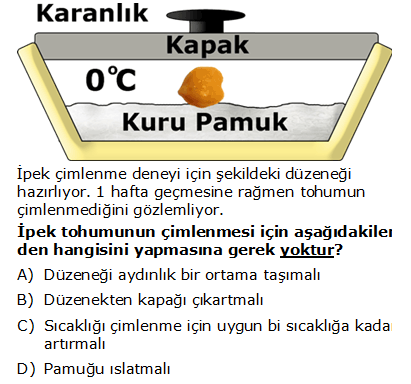 Karanlık
Kapak
0°C
Kuru Pamuk
İpek çimlenme deneyi için şekildeki düzeneği
hazırlıyor. 1 hafta geçmesine rağmen tohumun
çimlenmediğini gözlemliyor.
İpek tohumunun çimlenmesi için aşağıdakiler
den hangisini yapmasına gerek yoktur?
A) Düzeneği aydınlık bir ortama taşımalı
B) Düzenekten kapağı çıkartmalı
C) Sıcaklığı çimlenme için uygun bi sıcaklığa kada
artırmalı
D) Pamuğu ıslatmalı